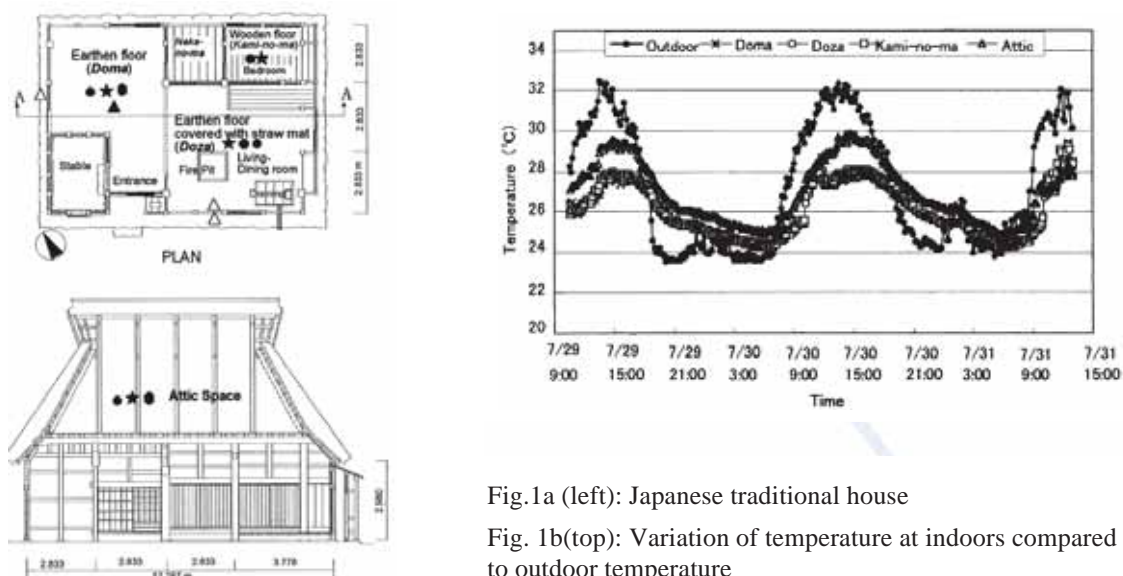 Earthen floor
(Doma)
Wooden floor
(Kami-no-ma)
Bedroom
A
A
Earthen floor
covered with straw mat
(Doza)
Stable
Entrance
Fire Pit
Living-
Dining room
2.833
2.833
2.833 m
PLAN
Attic Space
2.833
2.833
2.833
3.778
Outdoor Doma Doza Kami-no-ma Attic
Temperature (°C)
34
32
30
28
26
24
22
20
7/29 7/29 7/29 7/30 7/30 7/30 7/30 7/31 7/31 7/31
9:00 15:00 21:00 3:00 9:00 15:00 21:00 3:00 9:00 15:00
Time
Fig.1a (left): Japanese traditional house
Fig. 1b(top): Variation of temperature at indoors compared
to outdoor temperature